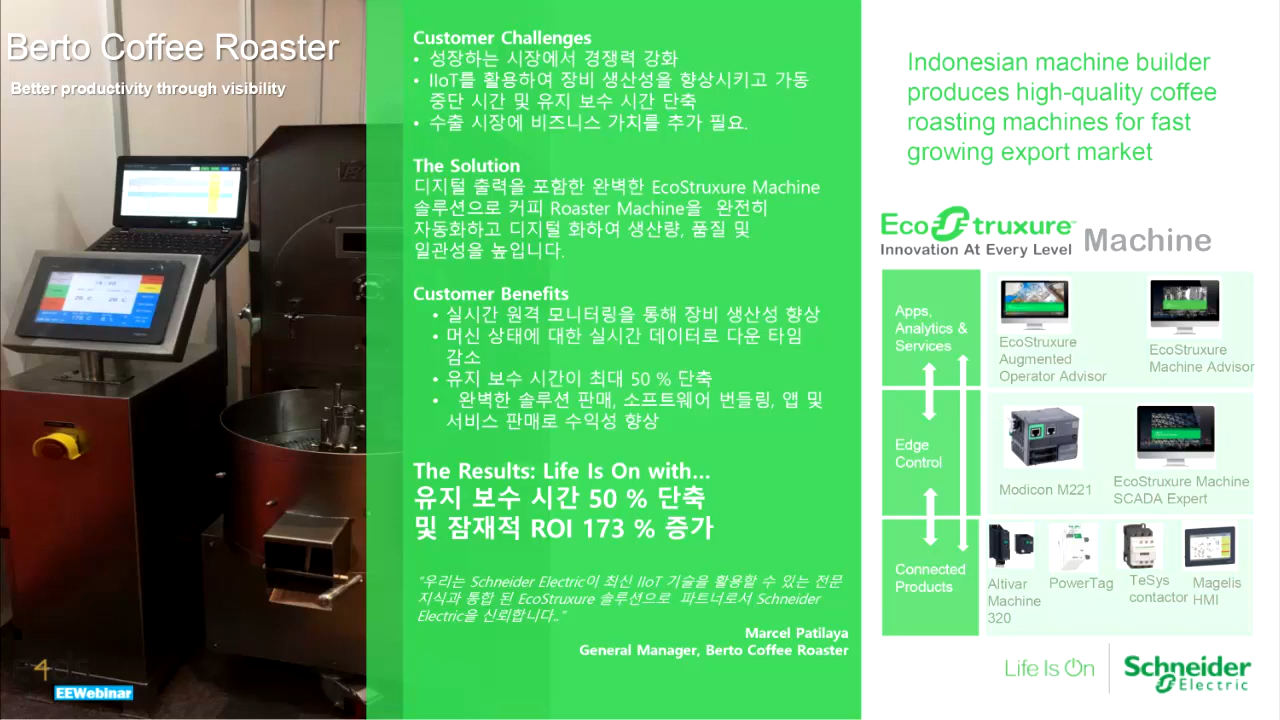 Berto Coffee Roaster
Better productivity through visibility
EEWebinar
Customer Challenges
• 성장하는 시장에서 경쟁력 강화
• IIoT를 활용하여 장비 생산성을 향상시키고 가동
중단 시간 및 유지 보수 시간 단축
• 수출 시장에 비즈니스 가치를 추가 필요.
The Solution
디지털 출력을 포함한 완벽한 EcoStruxure Machine
솔루션으로 커피 Roaster Machine을 완전히
자동화하고 디지털 화하여 생산량, 품질 및
일관성을 높입니다.
Customer Benefits
• 실시간 원격 모니터링을 통해 장비 생산성 향상
• 머신 상태에 대한 실시간 데이터로 다운 타임
감소
• 유지 보수 시간이 최대 50 % 단축
• 완벽한 솔루션 판매, 소프트웨어 번들링, 앱 및
서비스 판매로 수익성 향상
The Results: Life Is On with...
유지 보수 시간 50 % 단축
및 잠재적 ROI 173 % 증가
“우리는 Schneider Electric이 최신 IIoT 기술을 활용할 수 있는 전문
지식과 통합 된 EcoStruxure 솔루션으로 파트너로서 Schneider
Electric을 신뢰합니다..”
Marcel Patilaya
General Manager, Berto Coffee Roaster
Indonesian machine builder
produces high-quality coffee
roasting machines for fast
growing export market
EcoStruxure™ Machine
Innovation At Every Level
Apps,
Analytics &
Services
EcoStruxure
Augmented
Operator Advisor
EcoStruxure
Machine Advisor
Edge
Control
Modicon M221
EcoStruxure Machine
SCADA Expert
Connected
Products
Altivar
Machine
320
PowerTag
TeSys
contactor
Magelis
HMI
Life Is On
Schneider
Electric